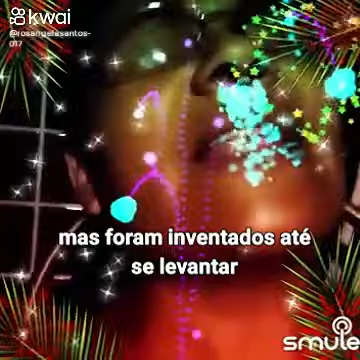 kwai
@rosangelasantos-
017
mas foram inventados até
se levantar
smule